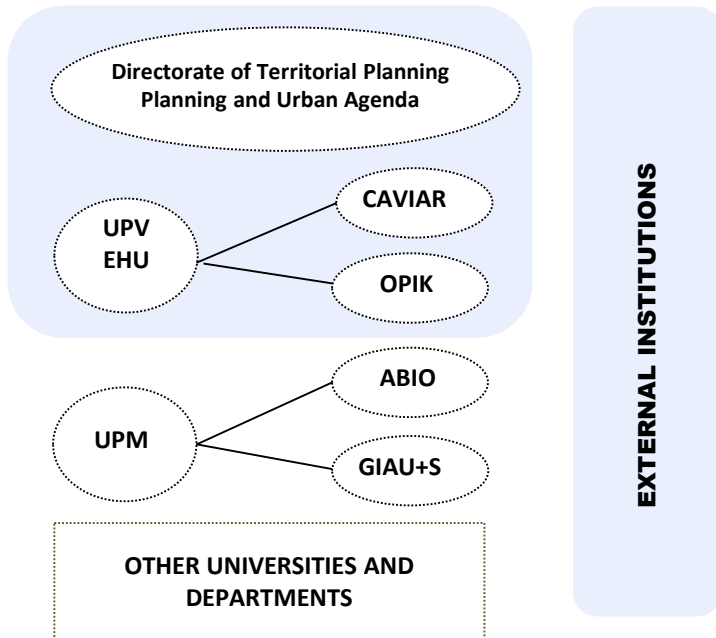 Directorate of Territorial Planning
Planning and Urban Agenda
UPV
EHU
CAVIAR
OPIK
UPM
ABIO
GIAU+S
OTHER UNIVERSITIES AND
DEPARTMENTS
EXTERNAL INSTITUTIONS